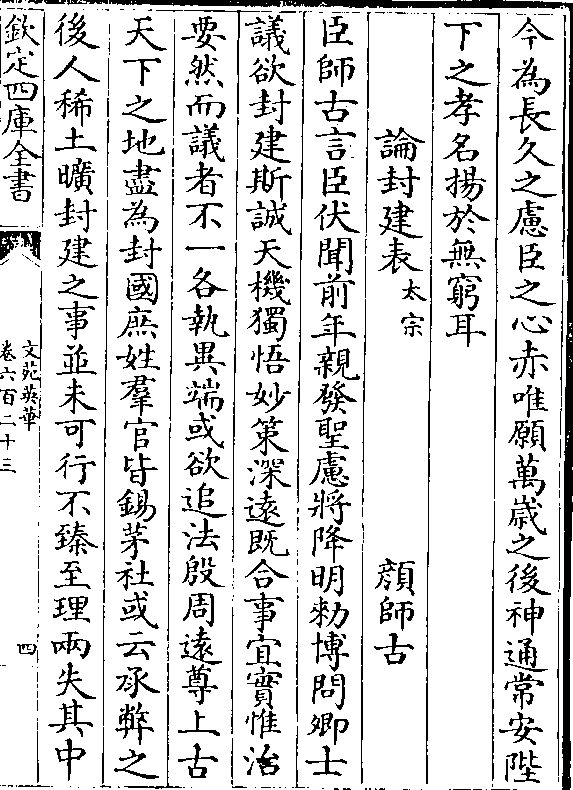 今為長久之慮臣之心赤唯願萬歲之後神通常安陛
下之孝名揚於無窮耳
論封建表太宗 顔師古
臣師古言臣伏聞前年親發聖慮將降明勑博問卿士
議欲封建斯誠天機獨悟妙策深遠既合事宜實惟治
要然而議者不一各執異端或欲追法殷周遠尊上古
天下之地盡為封國庶姓羣官皆錫茅社或云承弊之
後人稀土曠封建之事並未可行不臻至理兩失其中
欽定四庫全書
文苑英華
卷六百二十三
四